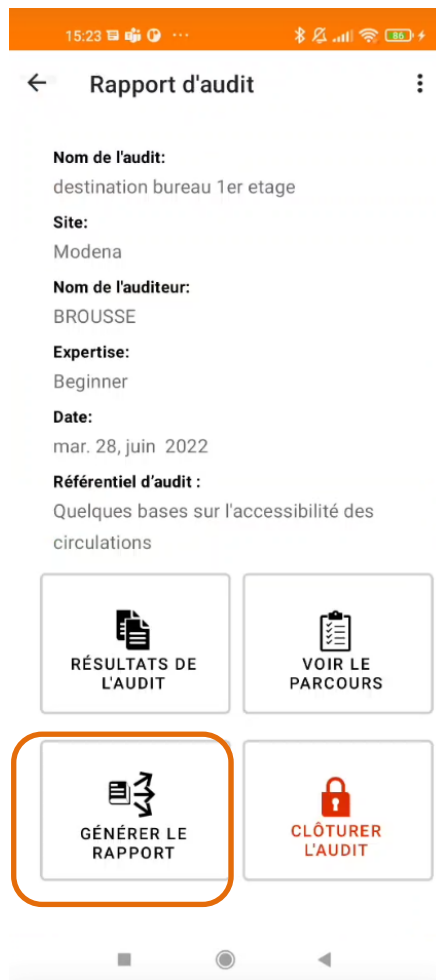 15:23
86
Rapport d'audit
Nom de l'audit:
destination bureau 1er etage
Site:
Modena
Nom de l'auditeur:
BROUSSE
Expertise:
Beginner
Date:
mar. 28, juin 2022
Référentiel d'audit :
Quelques bases sur l'accessibilité des
circulations
RÉSULTATS DE
L'AUDIT
VOIR LE
PARCOURS
GÉNÉRER LE
RAPPORT
CLÔTURER
L'AUDIT